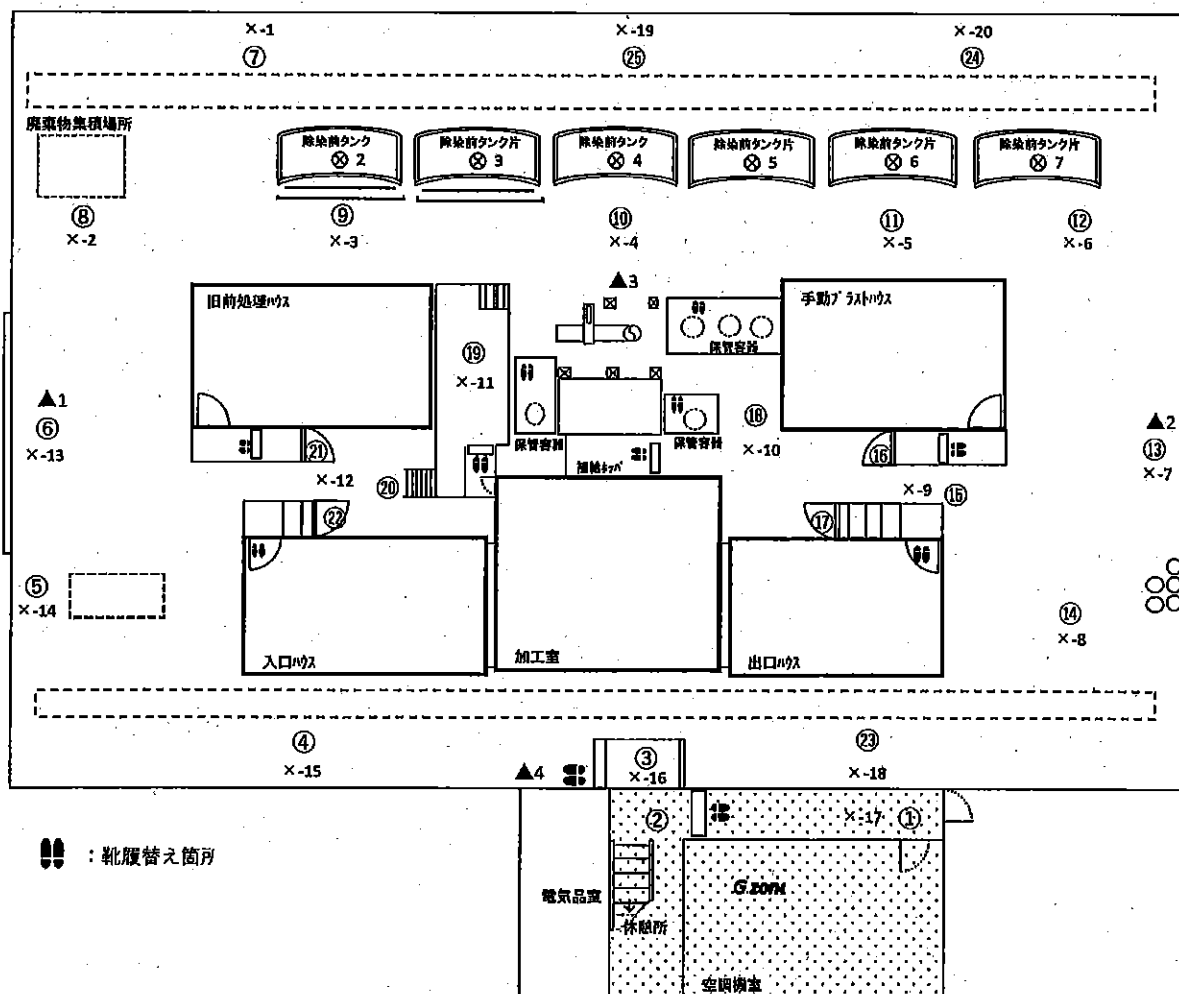 ×-1 ×-19 ×-20
⑦ ㉕ ㉔
廃棄物集積場所
除染前タンク 除染前タンク片 除染前タンク 除染前タンク片 除染前タンク片 除染前タンク片
⊗ 2 ⊗ 3 ⊗ 4 ⊗ 5 ⊗ 6 ⊗ 7
⑧ ⑨ ⑩ ⑪ ⑫
×-2 ×-3 ×-4 ×-5 ×-6
▲3
旧前処理ハウス 手動ブラストハウス
保管容器
⑲
×-11
▲1 ▲2
⑥ ⑱ ⑬
×-13 ×-10 ×-7
保管容器 保管容器
㉑ ⑯
補給ホッパ
×-12 ⑳ ×-9 ⑮
㉒ ⑰
⑤
×-14
⑭
×-8
入口ハウス 加工室 出口ハウス
④ ③ ㉓
×-15 ▲4 ×-16 ×-18
② ×-17 ①
：靴履替え箇所
電気品室 G zone
休憩所
空調機室